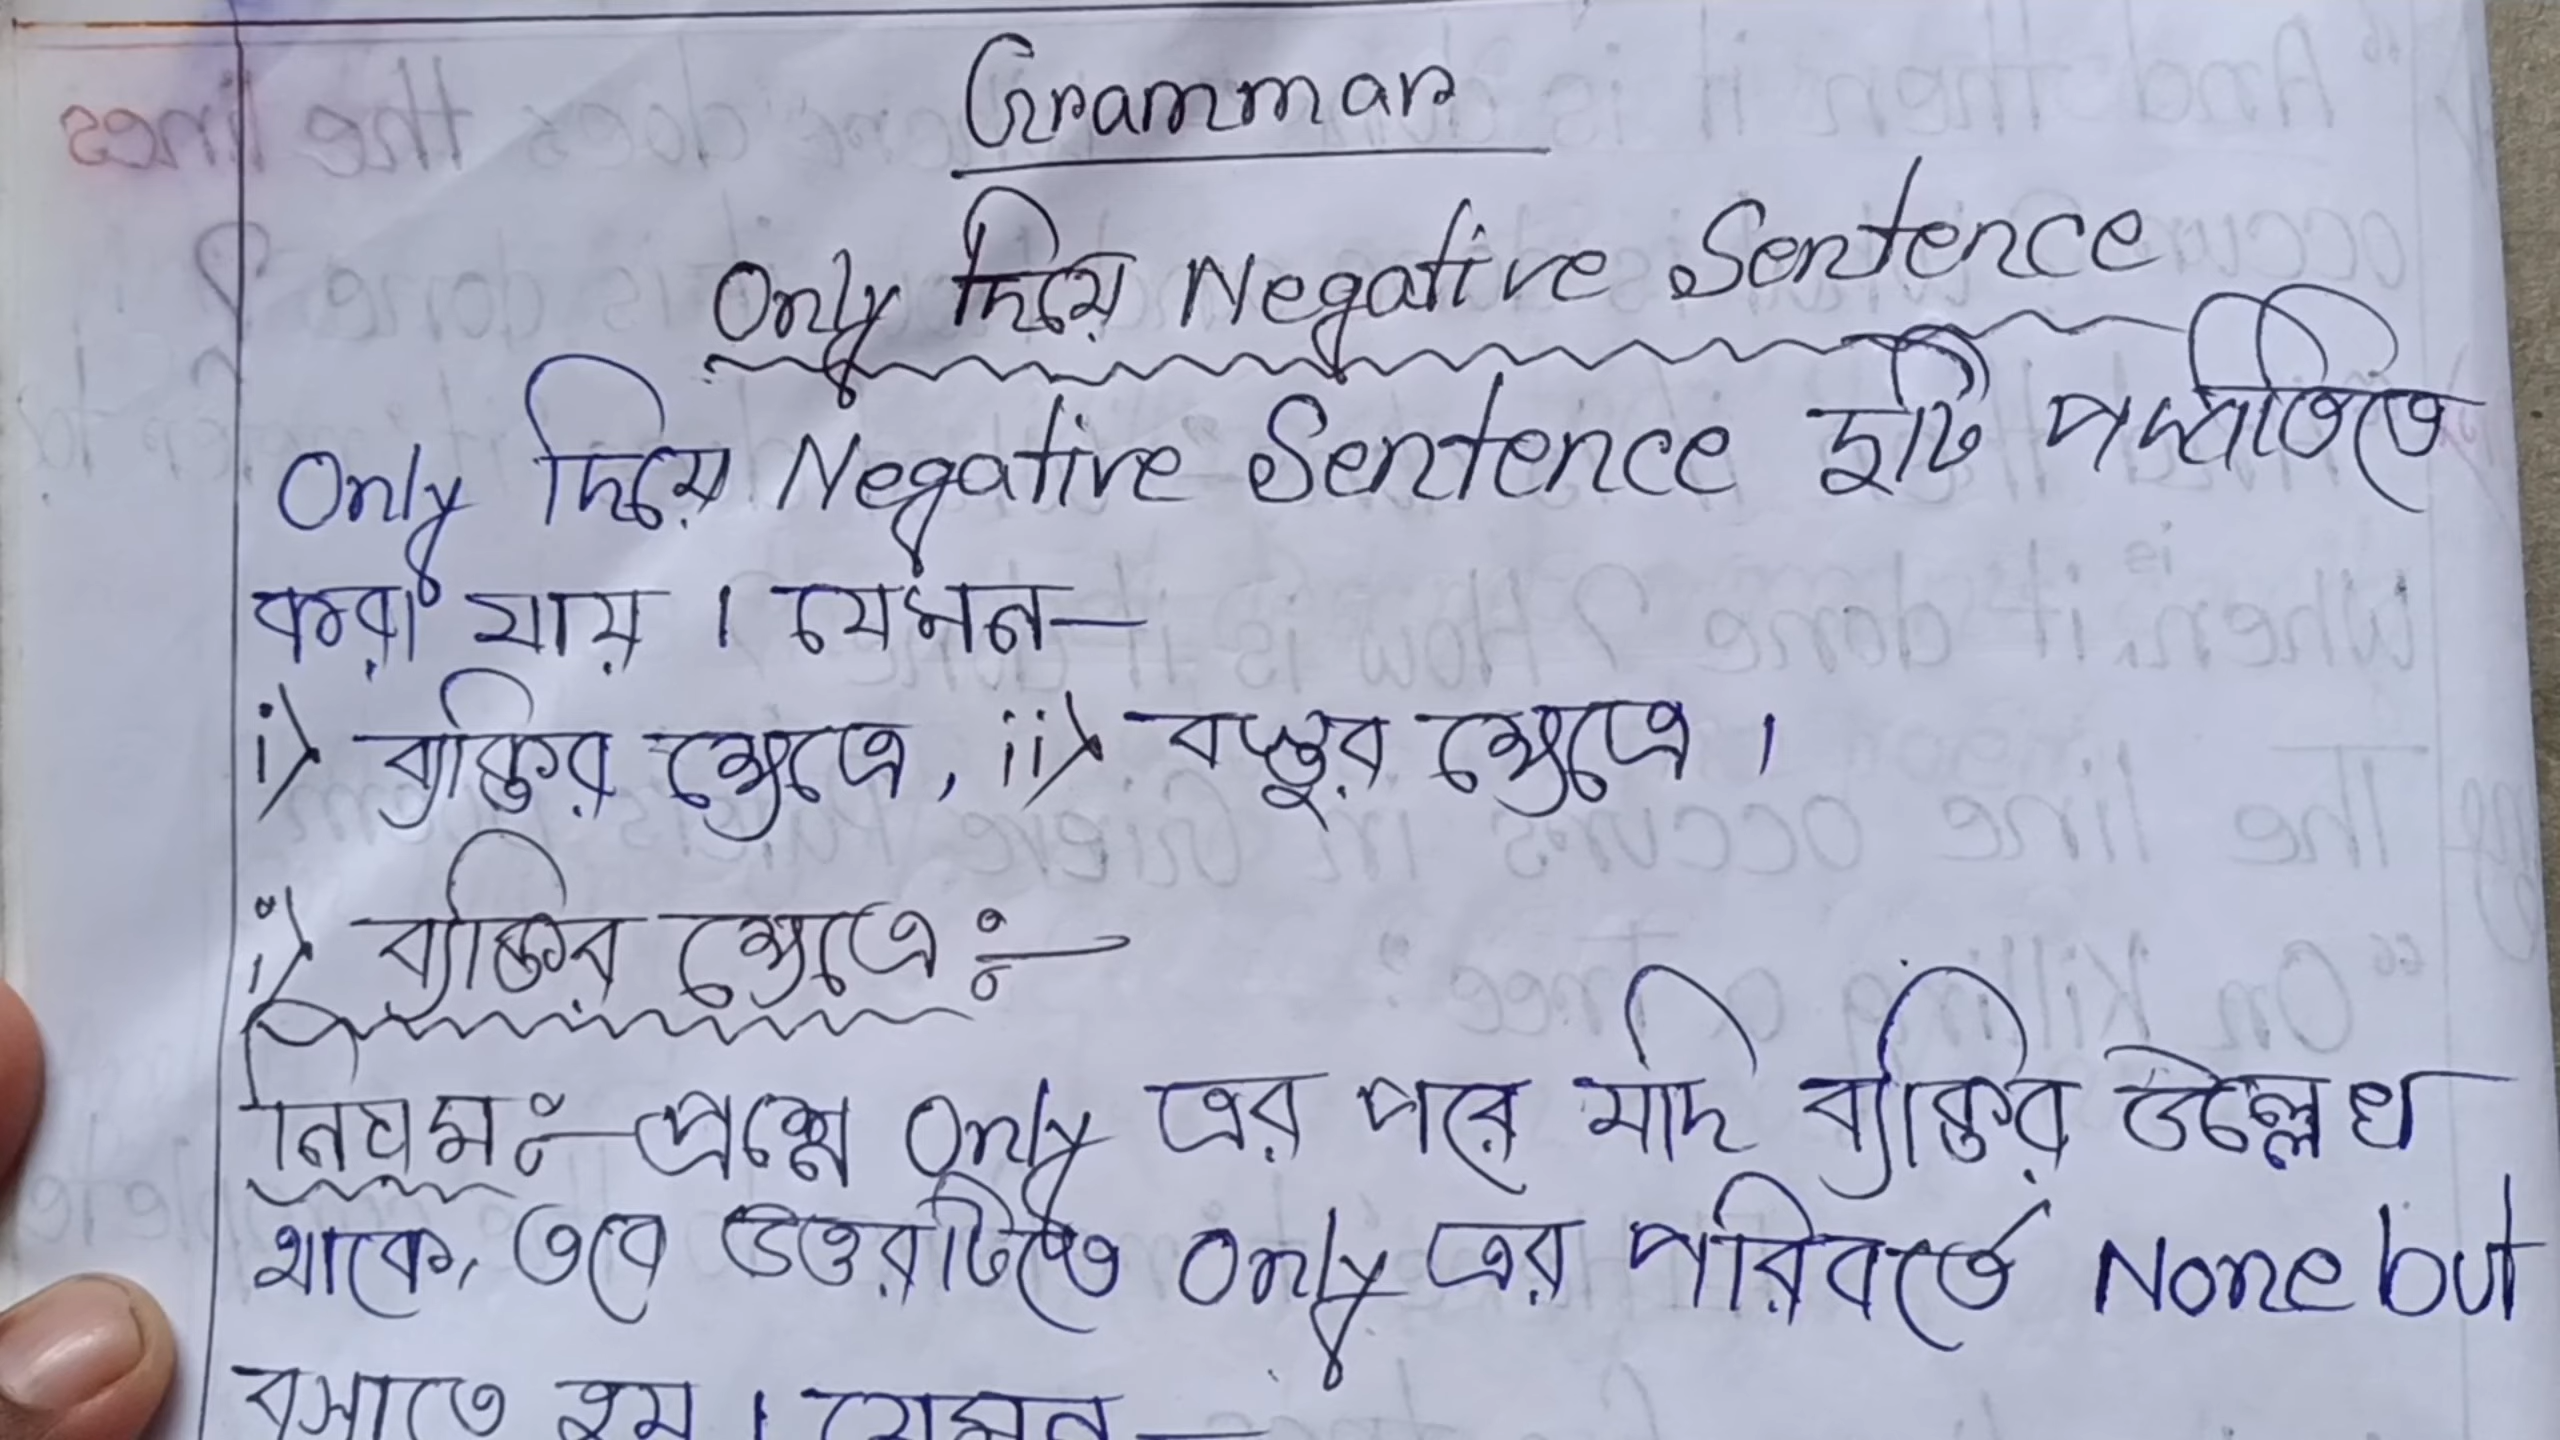 Grammar
Only দিয়ে Negative Sentence
Only দিয়ে Negative Sentence দুটি পদ্ধতিতে
করা যায় । যেমন—
i) ব্যক্তির ক্ষেত্রে, ii) বস্তুর ক্ষেত্রে ।
i) ব্যক্তির ক্ষেত্রে ঃ—
নিয়ম ঃ— প্রশ্নে Only এর পরে যদি ব্যক্তির উল্লেখ
থাকে, তবে উত্তরটিতে Only এর পরিবর্তে None but
বসাতে হয় । যেমন—